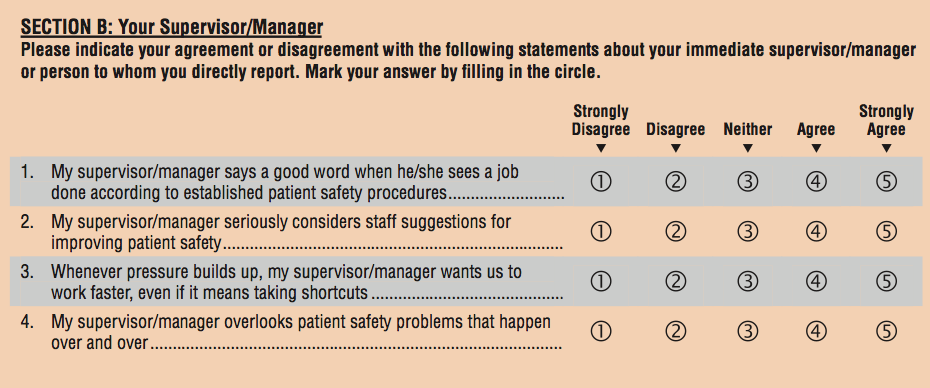 SECTION B: Your Supervisor/Manager
Please indicate your agreement or disagreement with the following statements about your immediate supervisor/manager
or person to whom you directly report. Mark your answer by filling in the circle.
Strongly Disagree Disagree Neither Agree Strongly Agree
1. My supervisor/manager says a good word when he/she sees a job
done according to established patient safety procedures.......................... ① ② ③ ④ ⑤
2. My supervisor/manager seriously considers staff suggestions for
improving patient safety........................................................................... ① ② ③ ④ ⑤
3. Whenever pressure builds up, my supervisor/manager wants us to
work faster, even if it means taking shortcuts .......................................... ① ② ③ ④ ⑤
4. My supervisor/manager overlooks patient safety problems that happen
over and over........................................................................................... ① ② ③ ④ ⑤